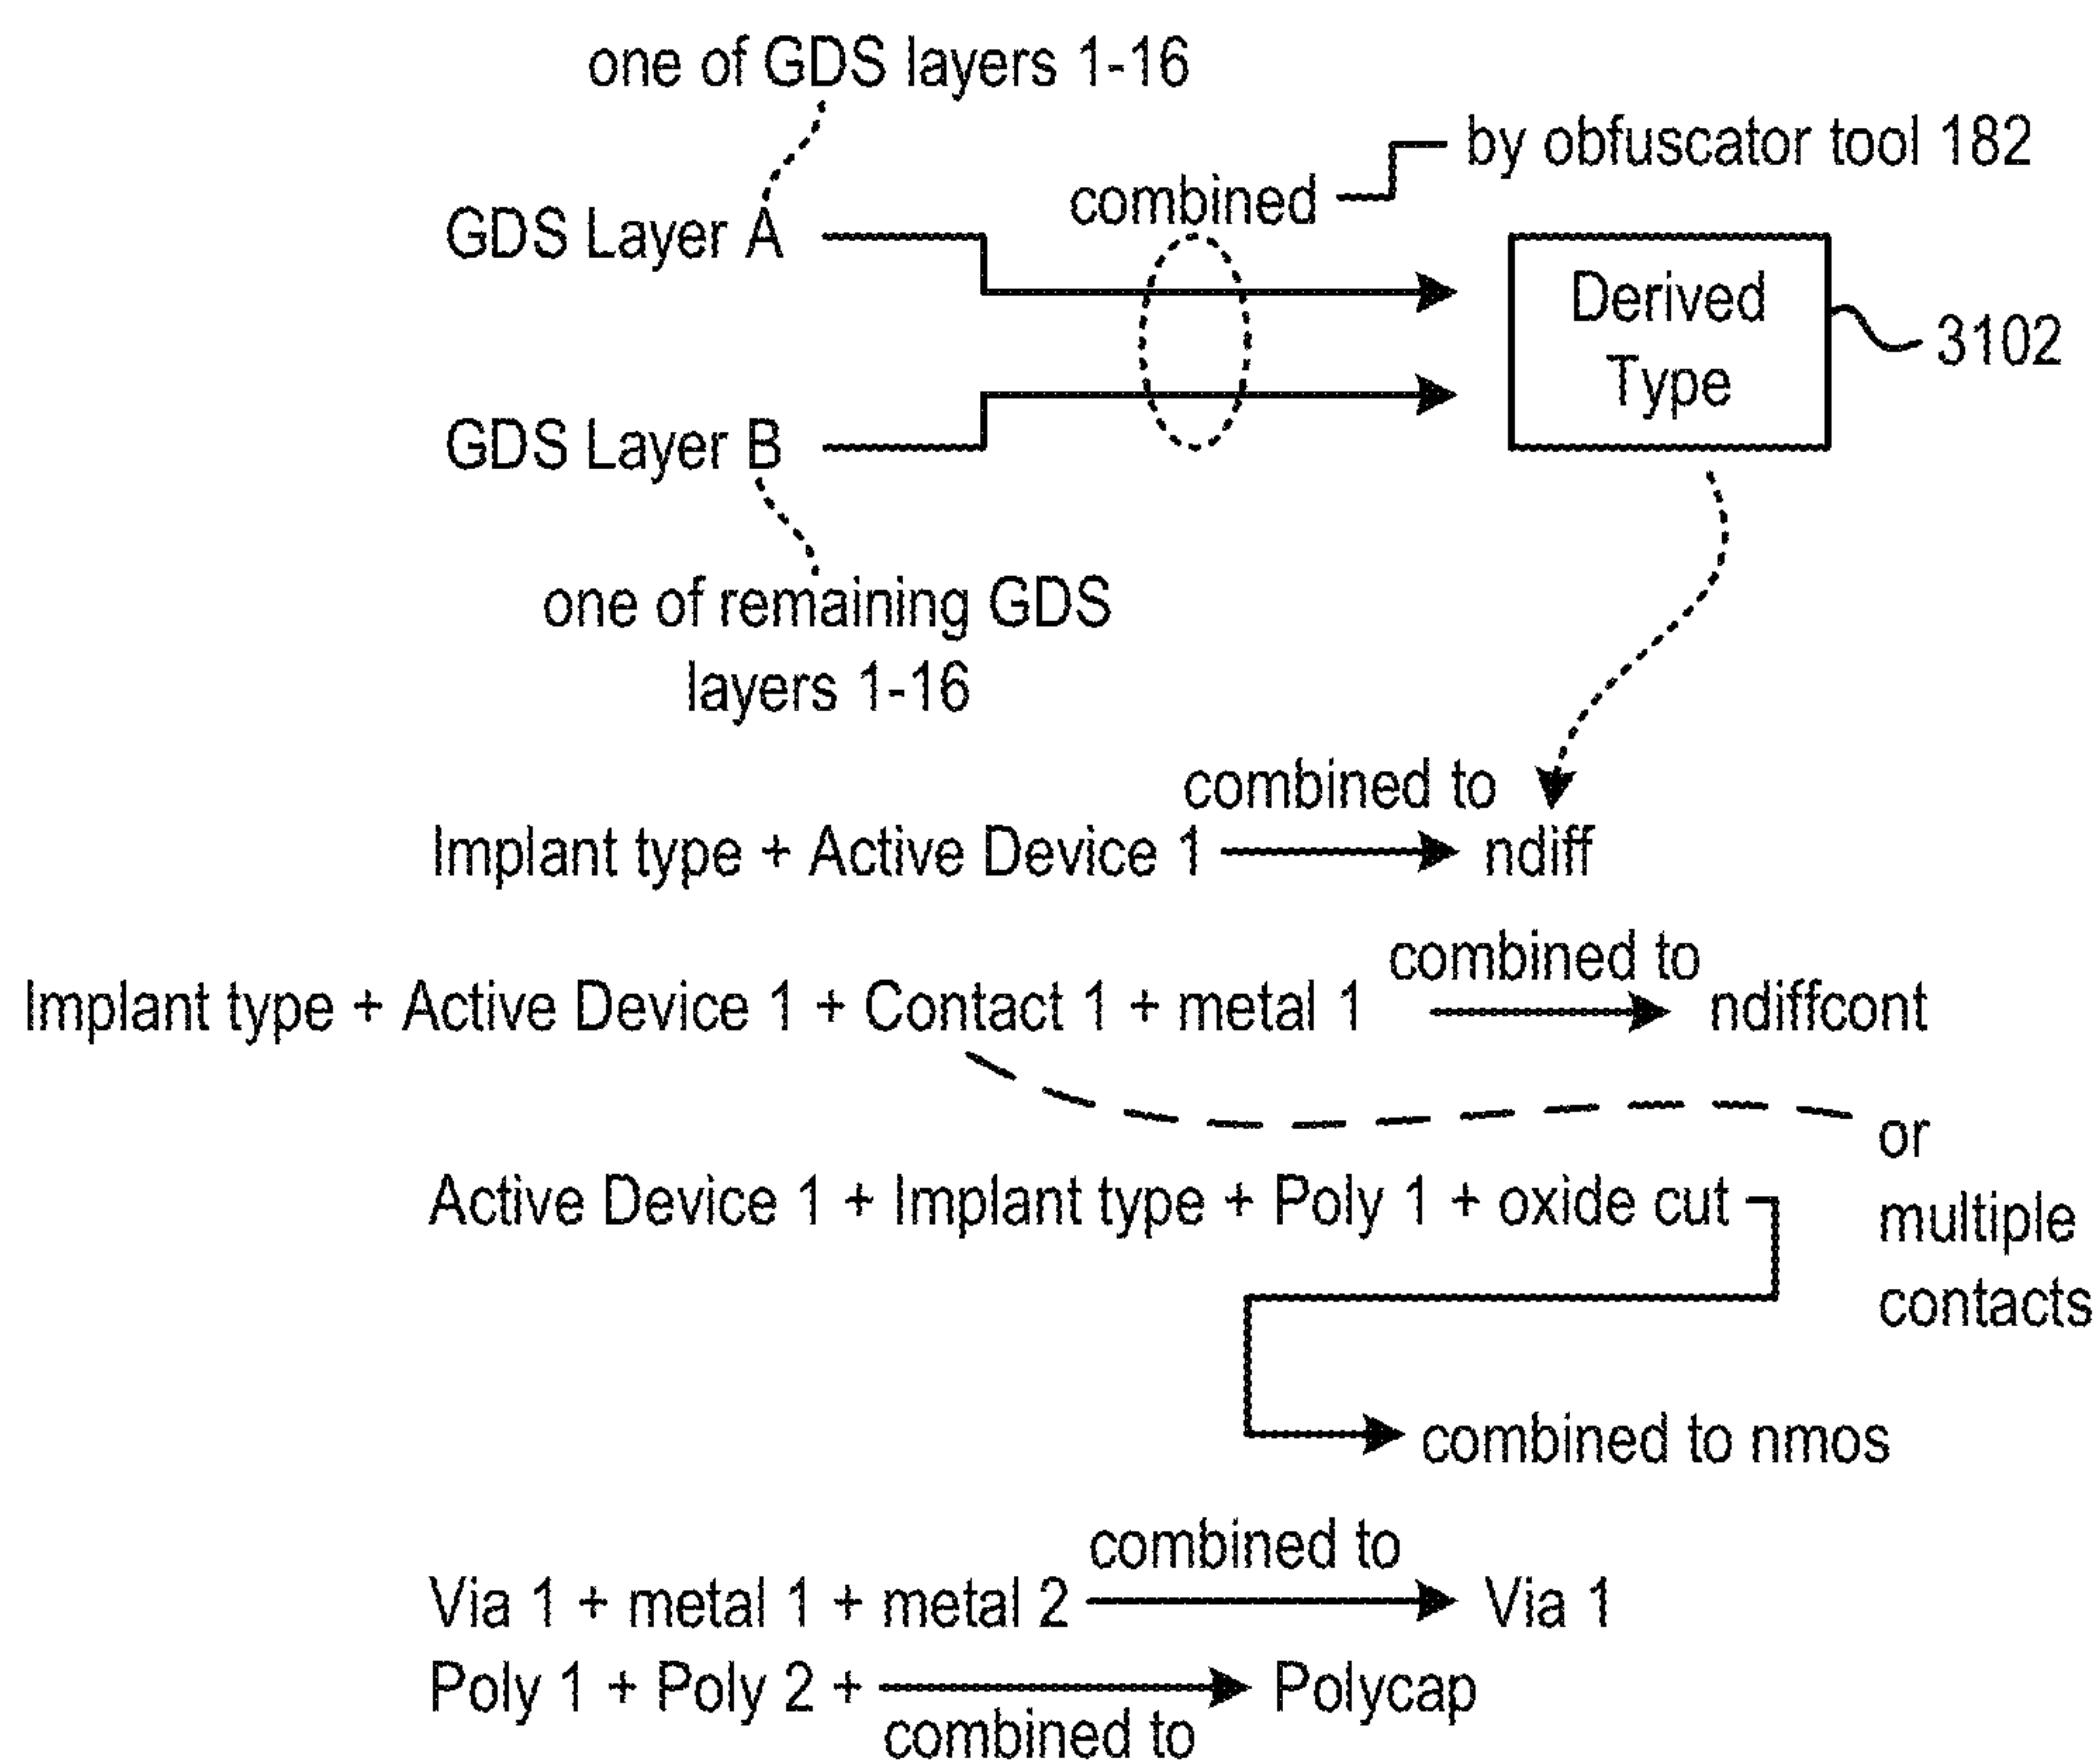 one of GDS layers 1-16
by obfuscator tool 182
combined
GDS Layer A
Derived
Type
3102
GDS Layer B
one of remaining GDS
layers 1-16
combined to
Implant type + Active Device 1
ndiff
combined to
Implant type + Active Device 1 + Contact 1 + metal 1
ndiffcont
or
multiple
contacts
Active Device 1 + Implant type + Poly 1 + oxide cut
combined to nmos
combined to
Via 1 + metal 1 + metal 2
Via 1
Poly 1 + Poly 2 +
Polycap
combined to